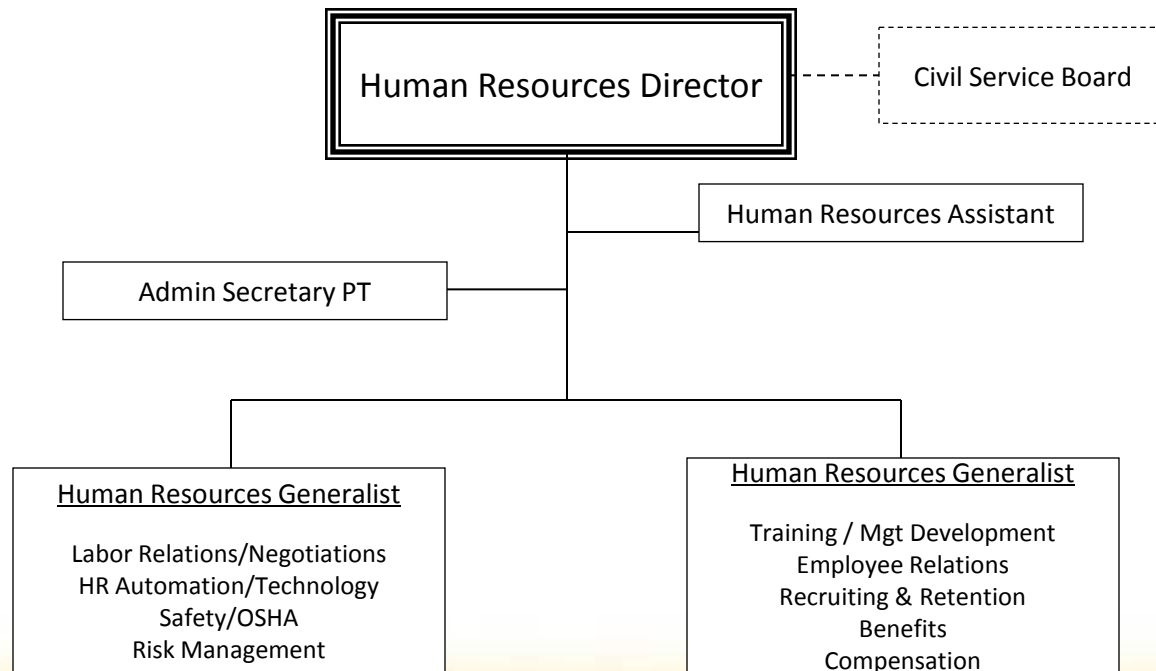 Human Resources Director
Civil Service Board
Human Resources Assistant
Admin Secretary PT
Human Resources Generalist
Labor Relations/Negotiations
HR Automation/Technology
Safety/OSHA
Risk Management
Human Resources Generalist
Training / Mgt Development
Employee Relations
Recruiting & Retention
Benefits
Compensation